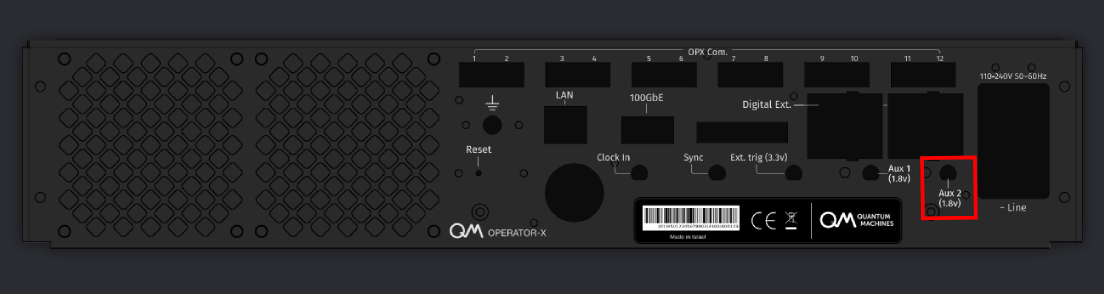 OPX Com.
1 2 3 4 5 6 7 8 9 10 11 12
110-240V 50~60Hz
LAN
100GbE
Digital Ext.
Reset
Clock In
Sync
Ext. trig (3.3v)
Aux 1
(1.8v)
Aux 2
(1.8v)
~ Line
QM OPERATOR-X
CE
QM QUANTUM
MACHINES
Made in Israel